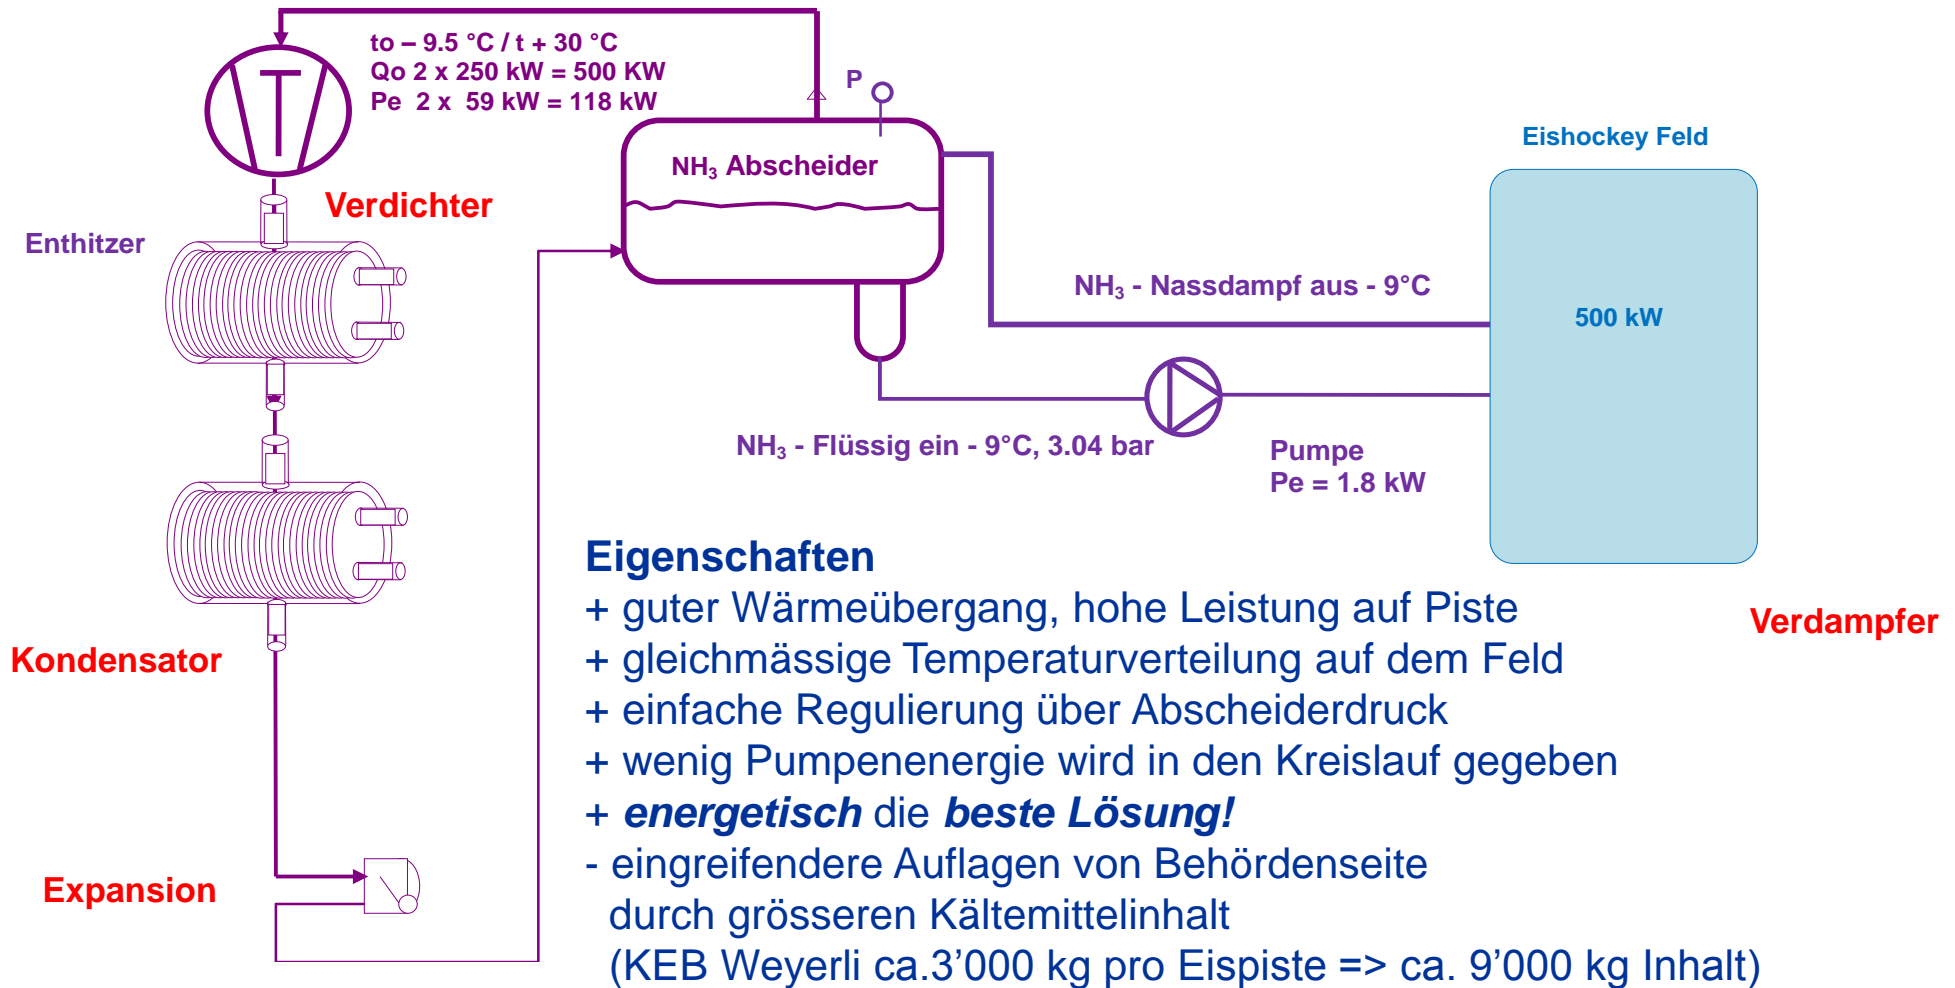 to – 9.5 °C / t + 30 °C
Qo 2 x 250 kW = 500 KW
Pe  2 x  59 kW = 118 kW
P
NH₃ Abscheider
Eishockey Feld
Verdichter
Enthitzer
NH₃ - Nassdampf aus - 9°C
500 kW
NH₃ - Flüssig ein - 9°C, 3.04 bar
Pumpe
Pe = 1.8 kW
Eigenschaften
+ guter Wärmeübergang, hohe Leistung auf Piste
Verdampfer
+ gleichmässige Temperaturverteilung auf dem Feld
Kondensator
+ einfache Regulierung über Abscheiderdruck
+ wenig Pumpenenergie wird in den Kreislauf gegeben
+ energetisch die beste Lösung!
- eingreifendere Auflagen von Behördenseite
Expansion
durch grösseren Kältemittelinhalt
(KEB Weyerli ca.3’000 kg pro Eispiste => ca. 9’000 kg Inhalt)